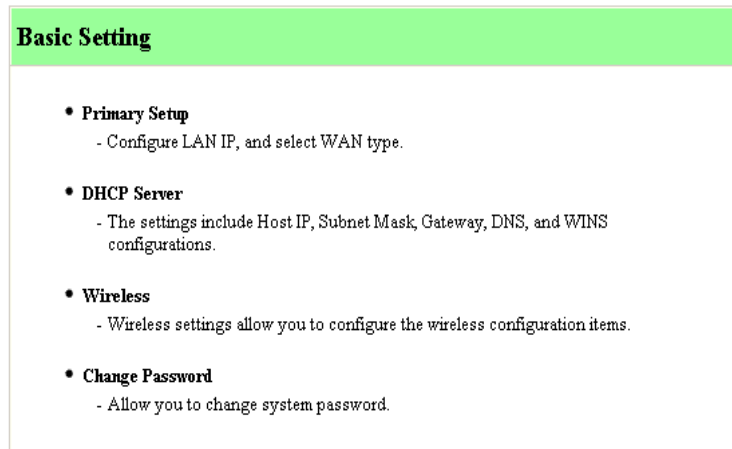 Basic Setting
• Primary Setup
- Configure LAN IP, and select WAN type.
• DHCP Server
- The settings include Host IP, Subnet Mask, Gateway, DNS, and WINS
configurations.
• Wireless
- Wireless settings allow you to configure the wireless configuration items.
• Change Password
- Allow you to change system password.